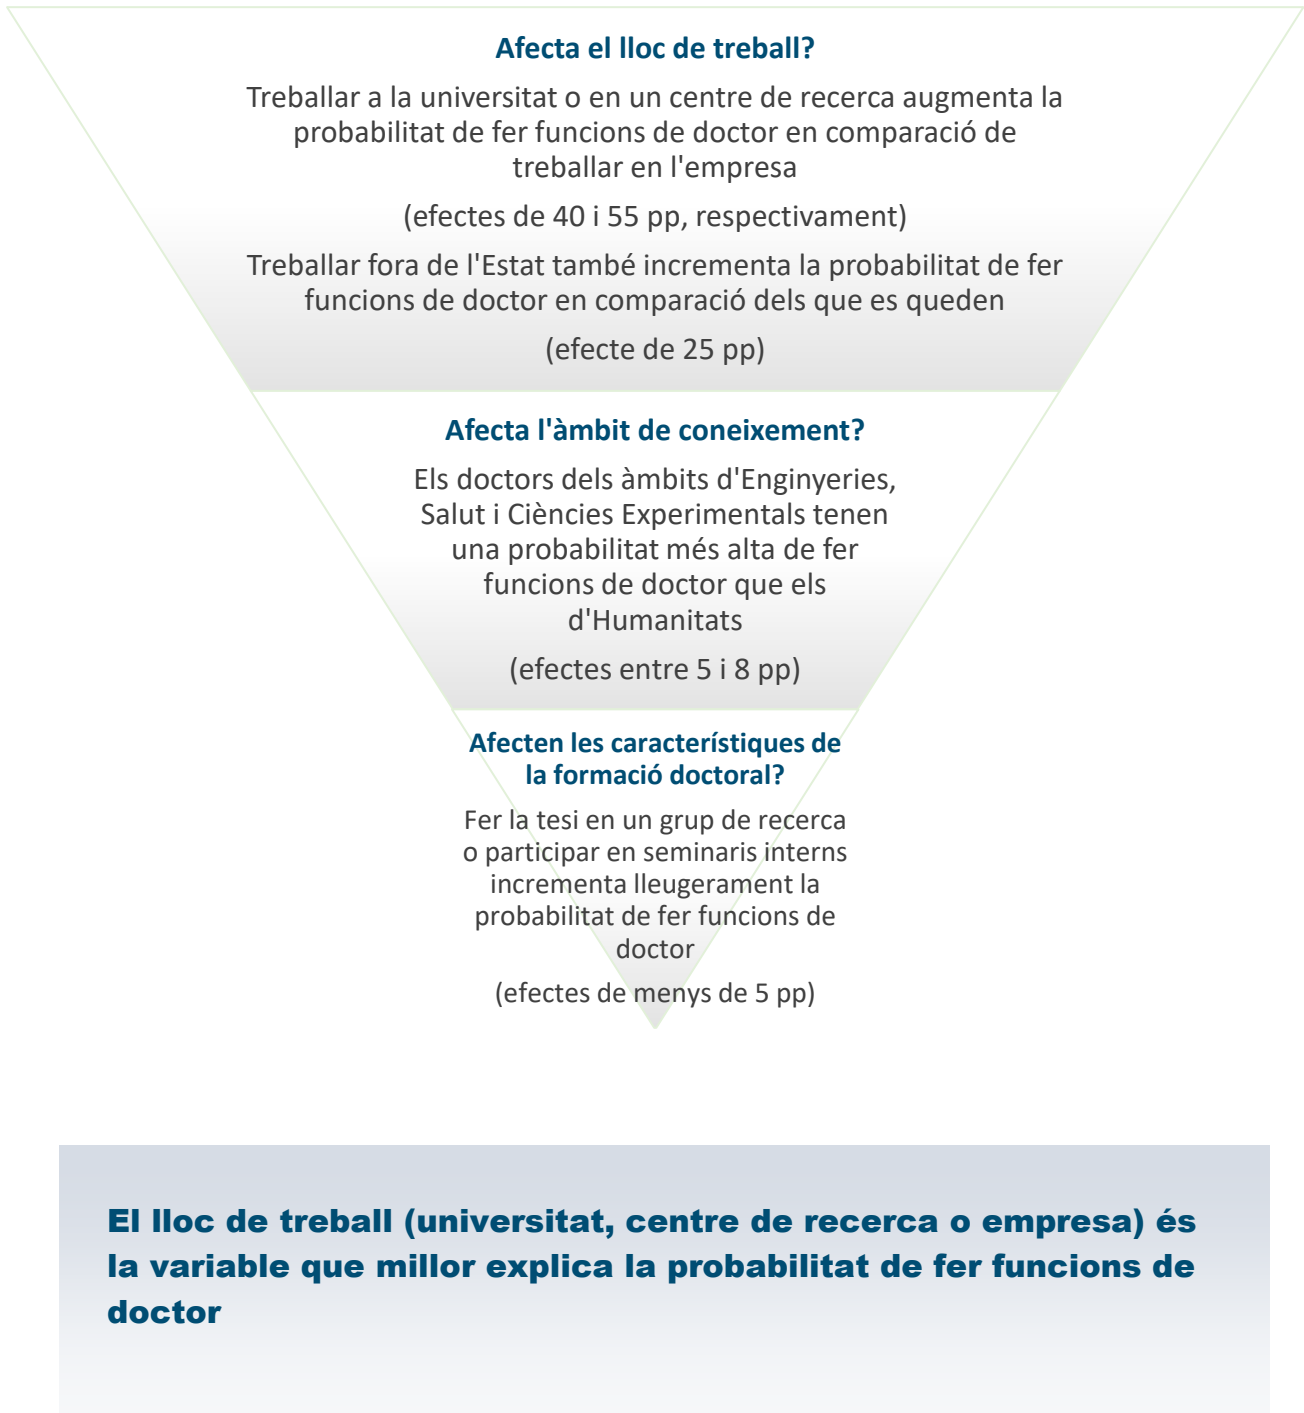 Afecta el lloc de treball?
Treballar a la universitat o en un centre de recerca augmenta la
probabilitat de fer funcions de doctor en comparació de
treballar en l'empresa
(efectes de 40 i 55 pp, respectivament)
Treballar fora de l'Estat també incrementa la probabilitat de fer
funcions de doctor en comparació dels que es queden
(efecte de 25 pp)
Afecta l'àmbit de coneixement?
Els doctors dels àmbits d'Enginyeries,
Salut i Ciències Experimentals tenen
una probabilitat més alta de fer
funcions de doctor que els
d'Humanitats
(efectes entre 5 i 8 pp)
Afecten les característiques de
la formació doctoral?
Fer la tesi en un grup de recerca
o participar en seminaris interns
incrementa lleugerament la
probabilitat de fer funcions de
doctor
(efectes de menys de 5 pp)
El lloc de treball (universitat, centre de recerca o empresa) és
la variable que millor explica la probabilitat de fer funcions de
doctor